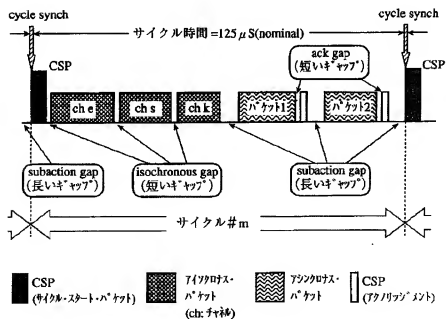 cycle synch
cycle synch
サイクル時間=125μS(nominal)
CSP
ack gap
(短いギャップ)
CSP
ch e
ch s
ch k
パケット1
パケット2
subaction gap
(長いギャップ)
isochronous gap
(短いギャップ)
subaction gap
(長いギャップ)
サイクル#m
CSP
(サイクル・スタート・パケット)
アイソクロナス・
パケット
(ch:チャネル)
アシンクロナス・
パケット
CSP
(アクノリッジメント)